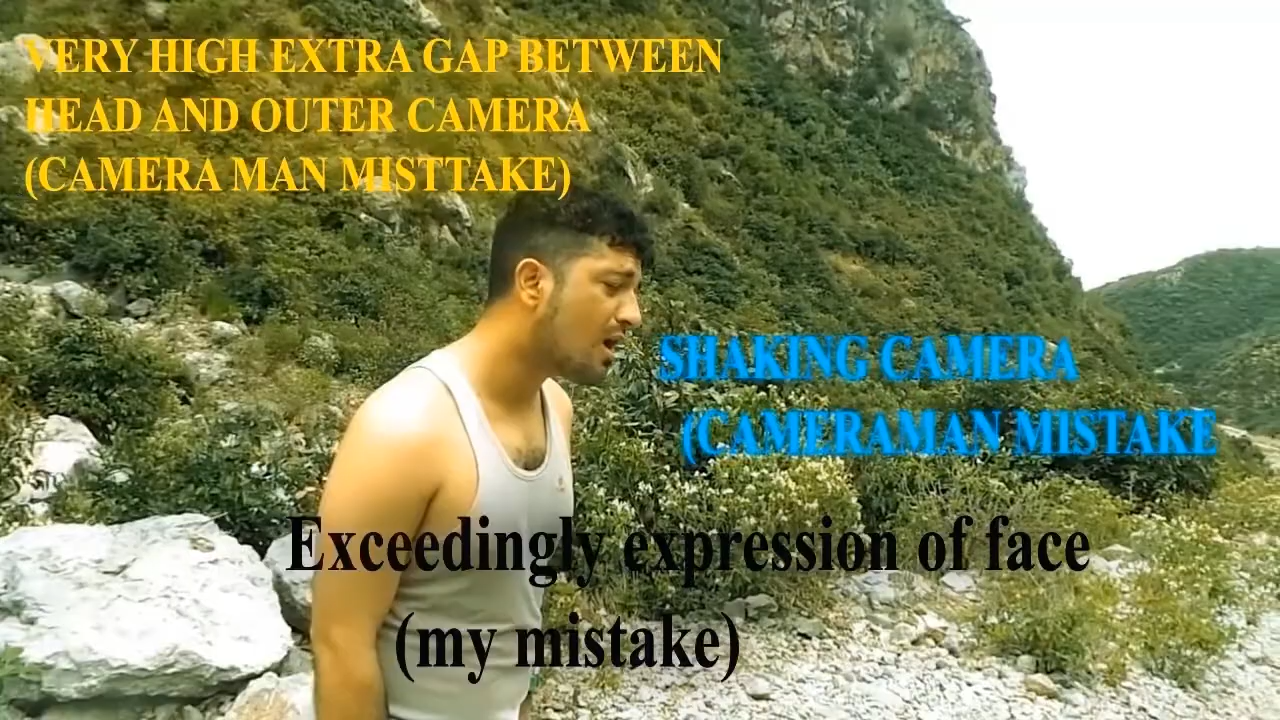 VERY HIGH EXTRA GAP BETWEEN
HEAD AND OUTER CAMERA
(CAMERA MAN MISTTAKE)
SHAKING CAMERA
(CAMERAMAN MISTAKE
Exceedingly expression of face
(my mistake)